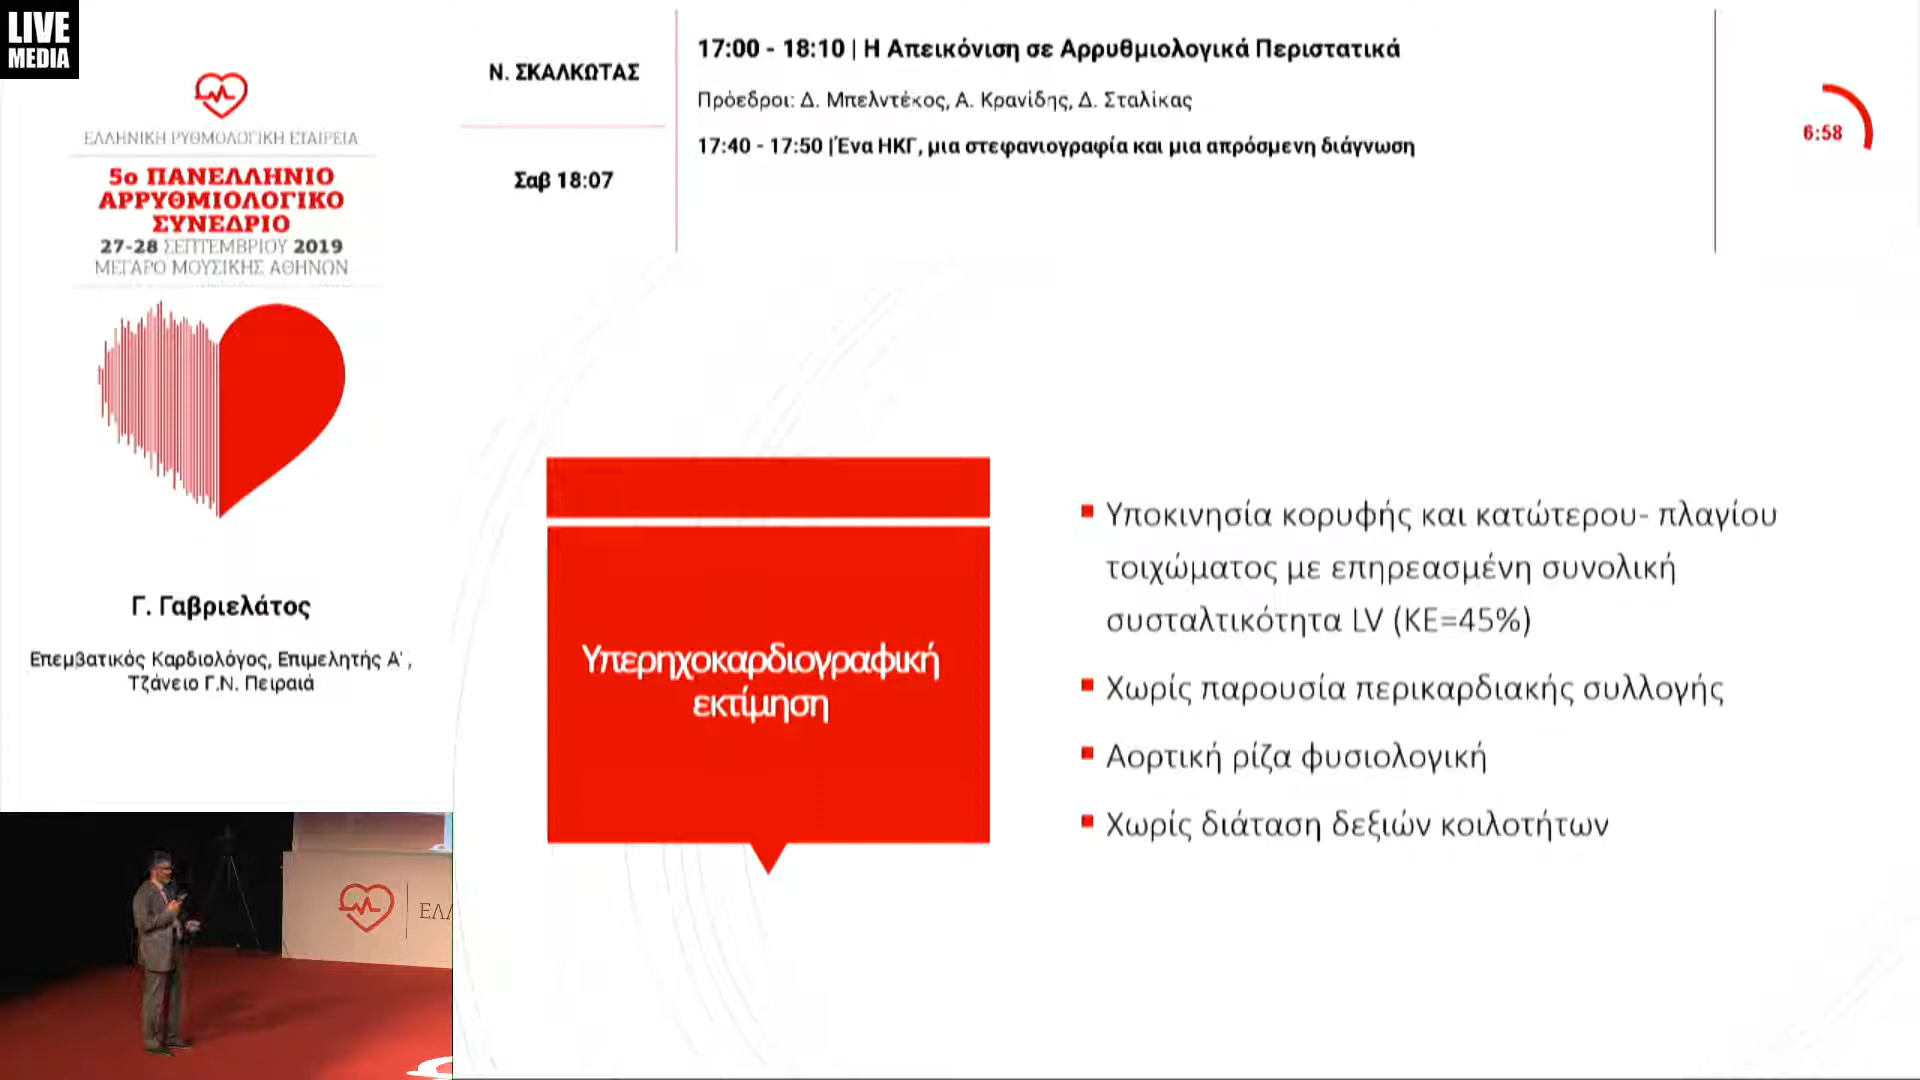 LIVE
MEDIA
ΕΛΛΗΝΙΚΗ ΡΥΘΜΟΛΟΓΙΚΗ ΕΤΑΙΡΕΙΑ
5ο ΠΑΝΕΛΛΗΝΙΟ
ΑΡΡΥΘΜΙΟΛΟΓΙΚΟ
ΣΥΝΕΔΡΙΟ
27-28 ΣΕΠΤΕΜΒΡΙΟΥ 2019
ΜΕΓΑΡΟ ΜΟΥΣΙΚΗΣ ΑΘΗΝΩΝ
Γ. Γαβριελάτος
Επεμβατικός Καρδιολόγος, Επιμελητής Α',
Τζάνειο Γ.Ν. Πειραιά
Ν. ΣΚΑΛΚΩΤΑΣ
Σαβ 18:07
17:00 - 18:10 | Η Απεικόνιση σε Αρρυθμιολογικά Περιστατικά
Πρόεδροι: Δ. Μπελντέκος, Α. Κρανίδης, Δ. Σταλίκας
17:40 - 17:50 |Ένα ΗΚΓ, μια στεφανιογραφία και μια απρόσμενη διάγνωση
6:58
Υπερηχοκαρδιογραφική
εκτίμηση
Υποκινησία κορυφής και κατώτερου- πλαγίου
τοιχώματος με επηρεασμένη συνολική
συσταλτικότητα LV (ΚΕ=45%)
Χωρίς παρουσία περικαρδιακής συλλογής
Αορτική ρίζα φυσιολογική
Χωρίς διάταση δεξιών κοιλοτήτων
ΕΛΛ